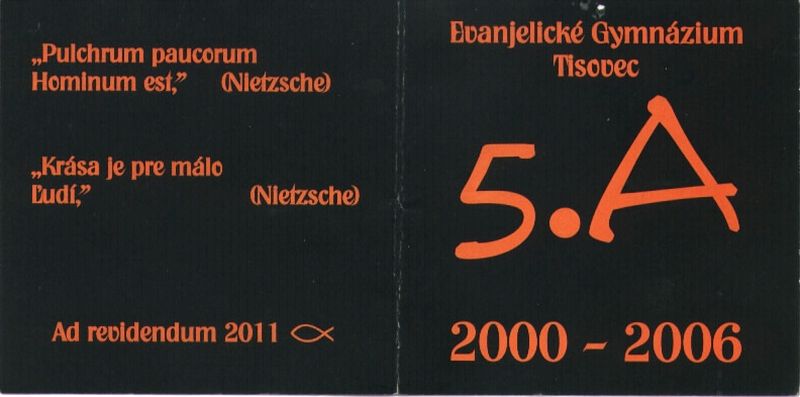 „Pulchrum paucorum
Hominum est,” (Nietzsche)
„Krása je pre málo
Ľudí,” (Nietzsche)
Ad revidendum 2011
Evanjelické Gymnázium
Tisovec
5.A
2000 - 2006